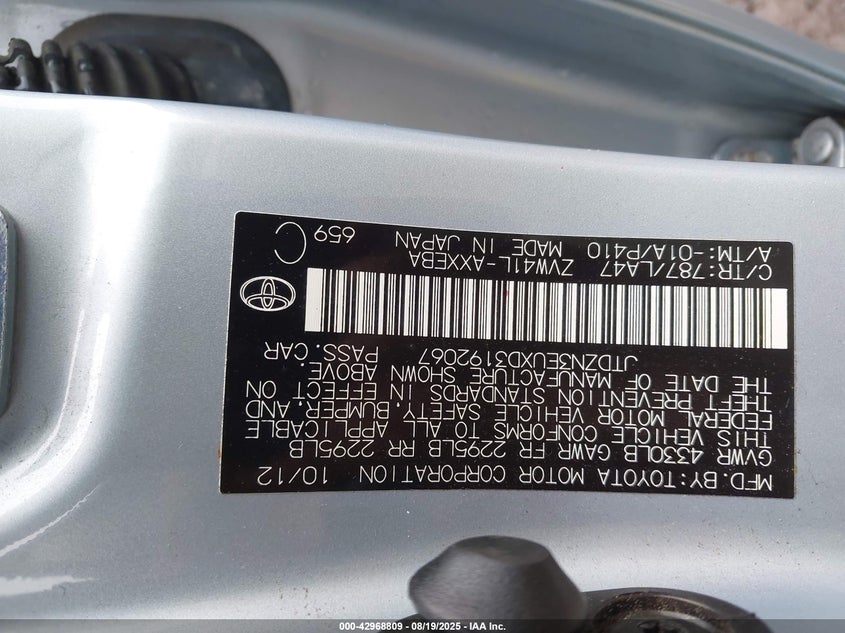 MFD. BY: TOYOTA MOTOR CORPORATION 10/12
GVWR 4330LB GAWR FR 2295LB RR 2295LB
THIS VEHICLE CONFORMS TO ALL APPLICABLE
FEDERAL MOTOR VEHICLE SAFETY, BUMPER, AND
THEFT PREVENTION STANDARDS IN EFFECT ON
THE DATE OF MANUFACTURE SHOWN ABOVE.
JTDZN3EUXD3192067 PASS. CAR
C/TR: 787/LA47 ZVW41L-AXXEBA
A/TM: -01A/P410 MADE IN JAPAN
C 659
000-42968809 - 08/19/2025 - IAA Inc.